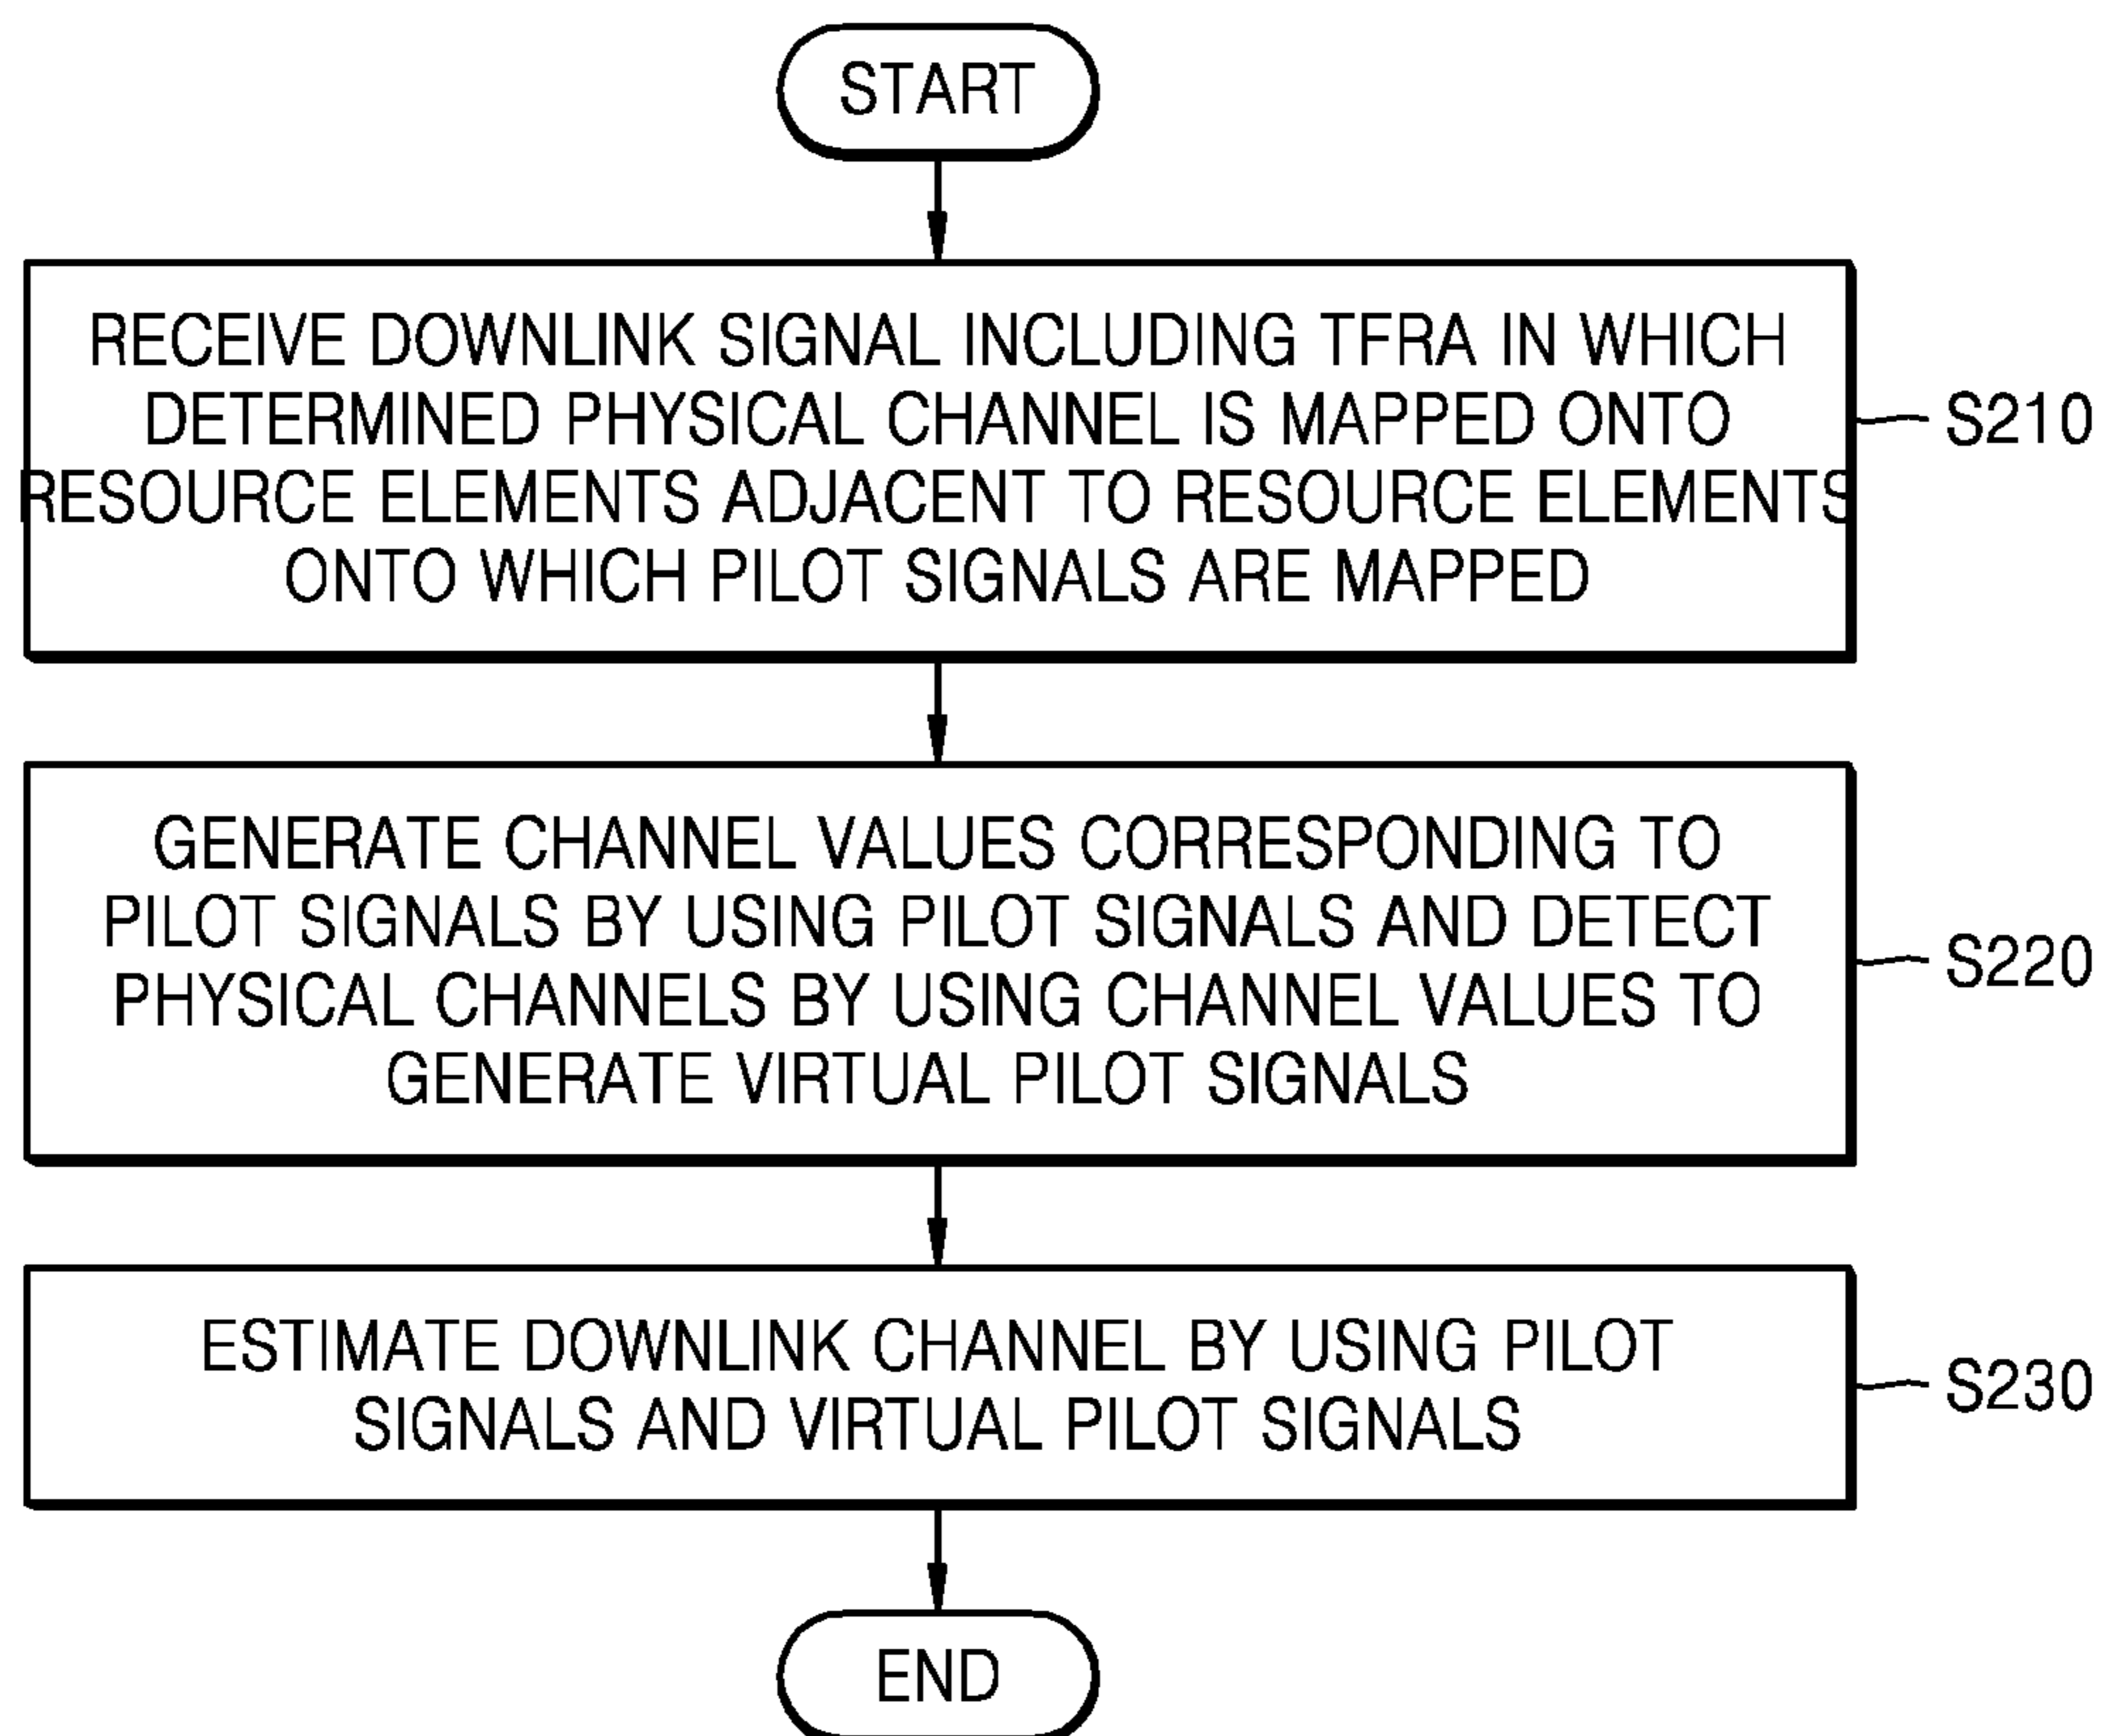 START
RECEIVE DOWNLINK SIGNAL INCLUDING TFRA IN WHICH
DETERMINED PHYSICAL CHANNEL IS MAPPED ONTO
RESOURCE ELEMENTS ADJACENT TO RESOURCE ELEMENTS
ONTO WHICH PILOT SIGNALS ARE MAPPED
S210
GENERATE CHANNEL VALUES CORRESPONDING TO
PILOT SIGNALS BY USING PILOT SIGNALS AND DETECT
PHYSICAL CHANNELS BY USING CHANNEL VALUES TO
GENERATE VIRTUAL PILOT SIGNALS
S220
ESTIMATE DOWNLINK CHANNEL BY USING PILOT
SIGNALS AND VIRTUAL PILOT SIGNALS
S230
END